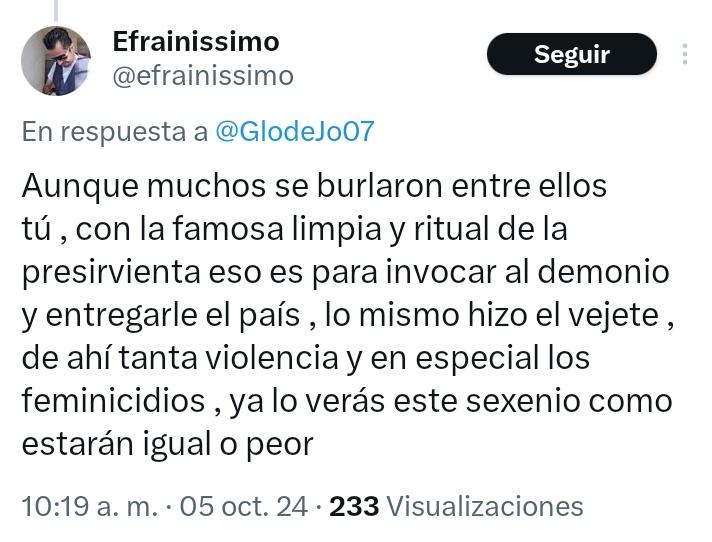 Efrainissimo
@efrainissimo
Seguir
En respuesta a @GlodeJo07
Aunque muchos se burlaron entre ellos
tú , con la famosa limpia y ritual de la
presirvienta eso es para invocar al demonio
y entregarle el país , lo mismo hizo el vejete ,
de ahí tanta violencia y en especial los
feminicidios , ya lo verás este sexenio como
estarán igual o peor
10:19 a. m. · 05 oct. 24 · 233 Visualizaciones